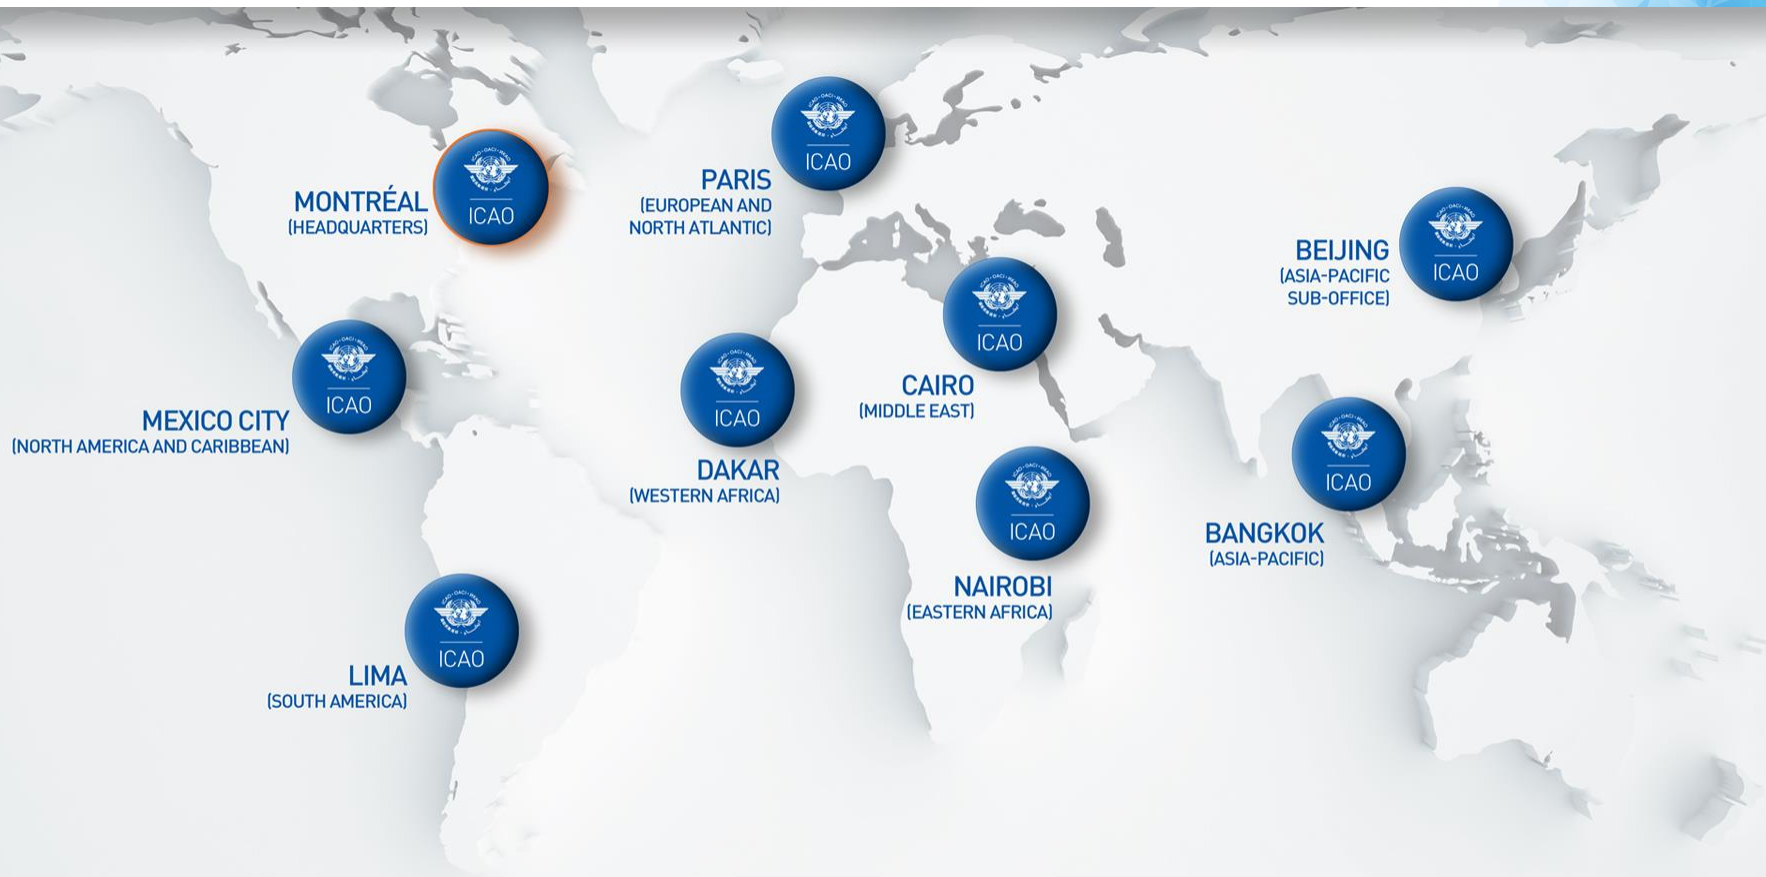 PARIS
(EUROPEAN AND
NORTH ATLANTIC)
ICAO
MONTRÉAL
(HEADQUARTERS)
ICAO
BEIJING
(ASIA-PACIFIC
SUB-OFFICE)
ICAO
MEXICO CITY
(NORTH AMERICA AND CARIBBEAN)
ICAO
DAKAR
(WESTERN AFRICA)
ICAO
CAIRO
(MIDDLE EAST)
ICAO
NAIROBI
(EASTERN AFRICA)
ICAO
BANGKOK
(ASIA-PACIFIC)
ICAO
LIMA
(SOUTH AMERICA)
ICAO